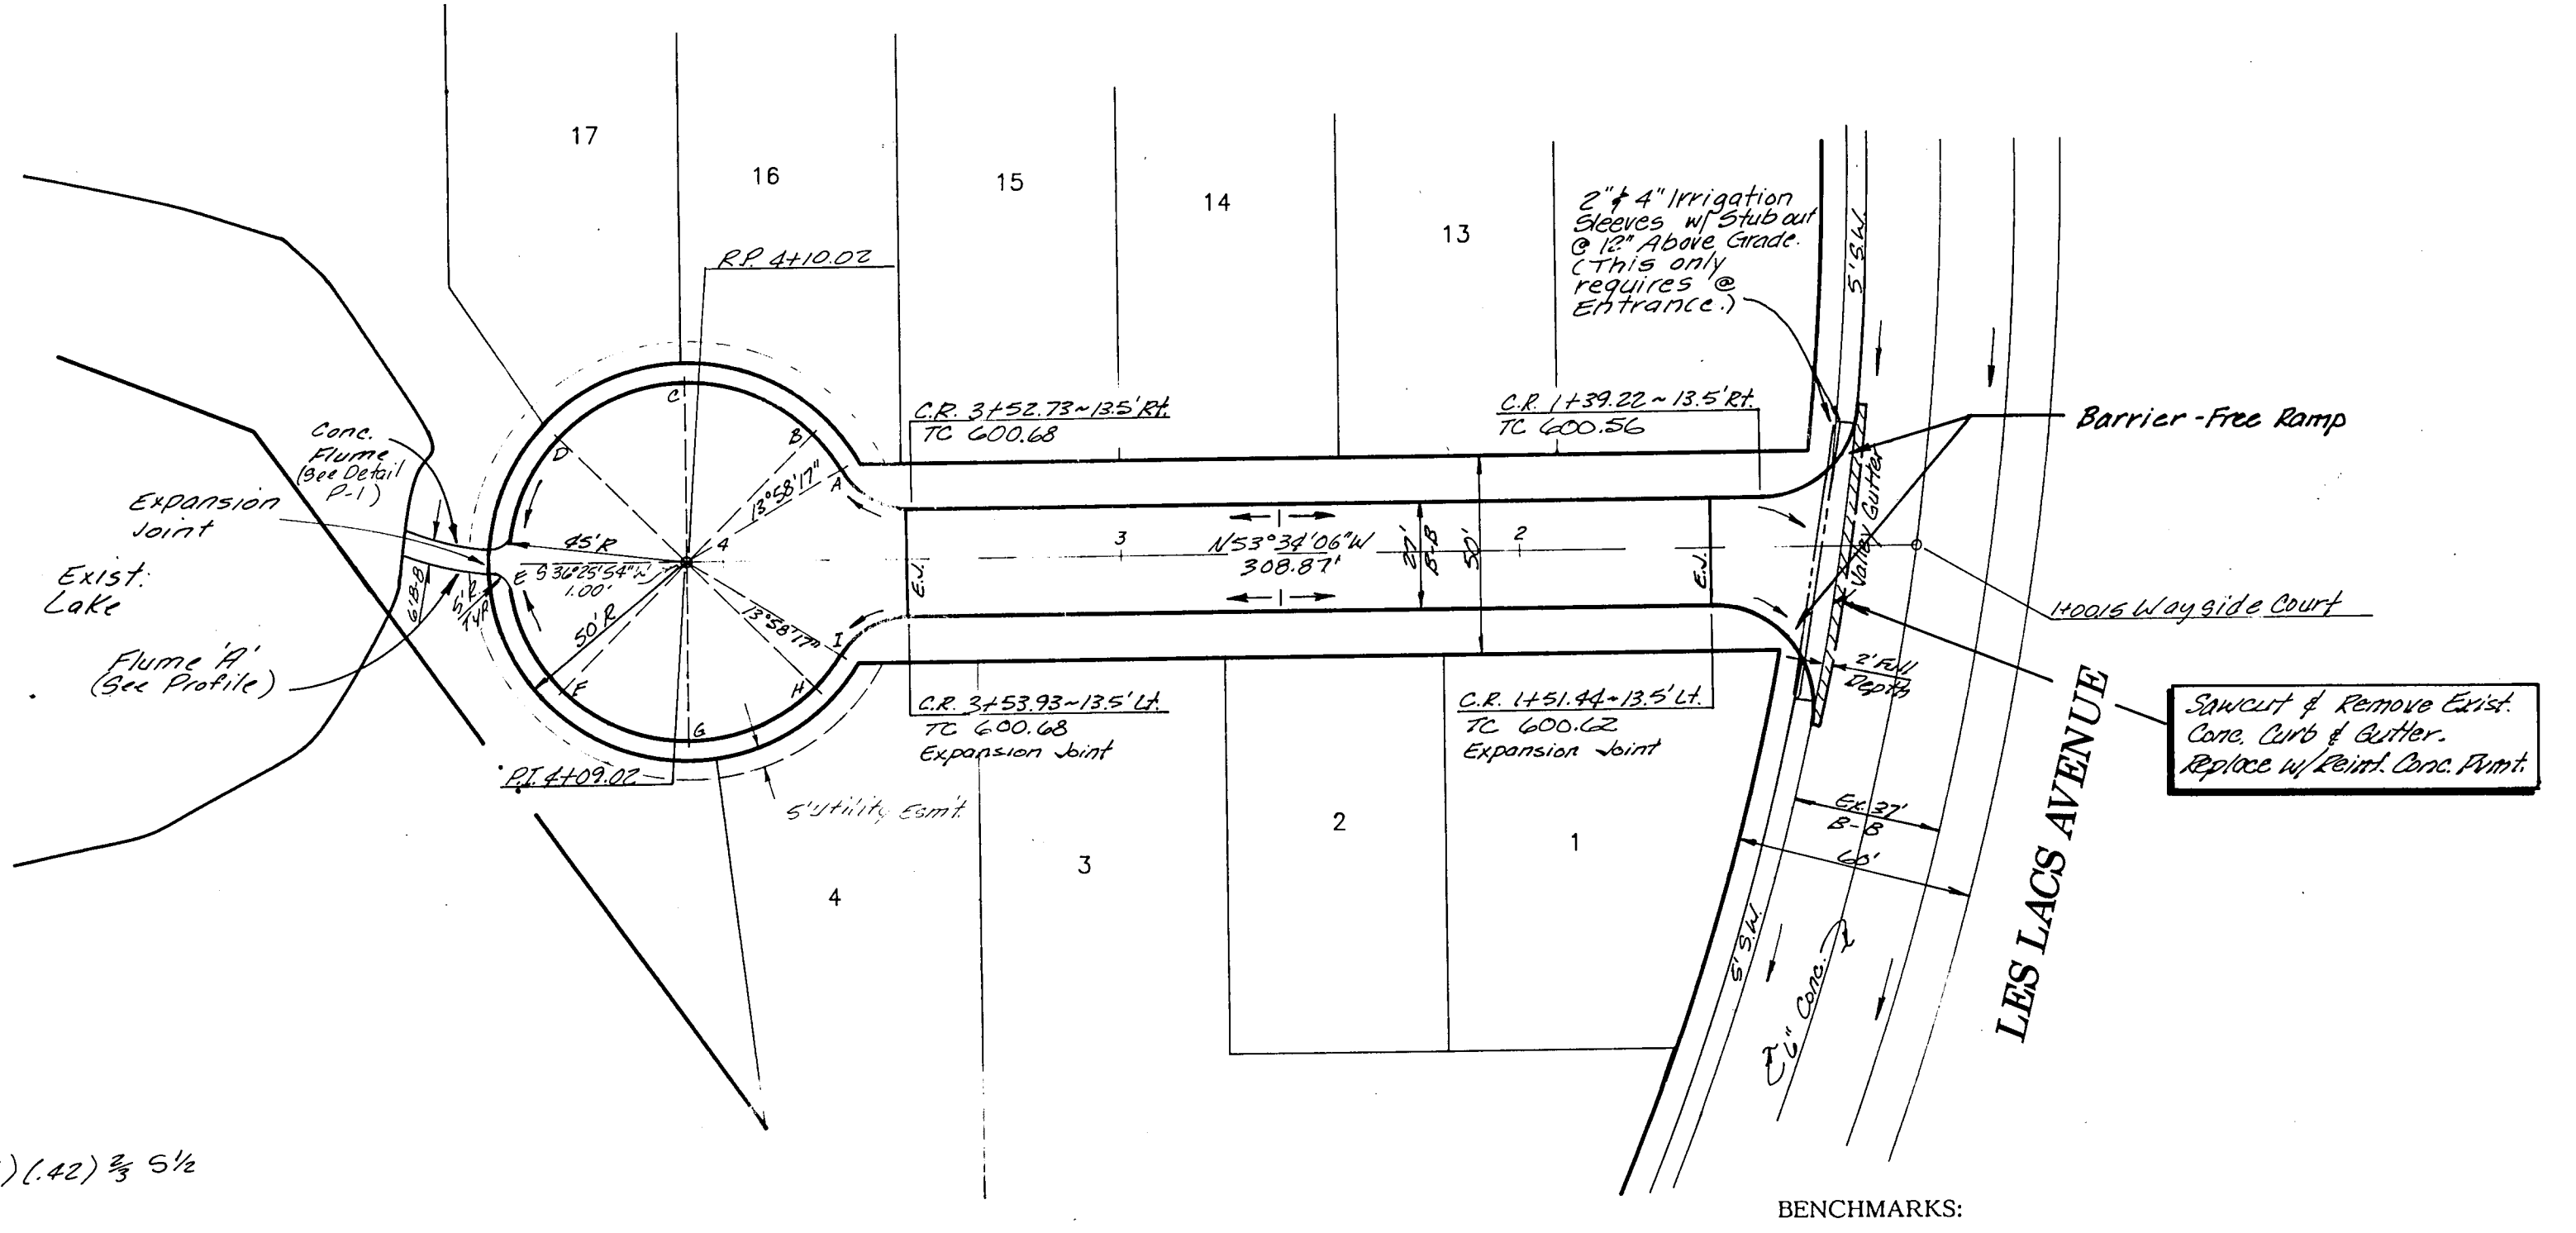 17
16
15
14
13
2" & 4" Irrigation
Sleeves w/ Stub out
@ 12" Above Grade.
(This only
requires @
Entrance.)
5' S.W.
R.P. 4+10.02
C.R. 3+52.73~13.5' Rt.
TC 600.68
C.R. 1+39.22~13.5' Rt.
TC 600.56
Barrier-Free Ramp
Conc.
Flume
(See Detail
P-1)
Expansion
Joint
Exist.
Lake
Flume 'A'
(See Profile)
6' B-B
5' R
TYP.
A
B
C
D
E
F
G
H
I
13°58'17"
13°58'17"
45' R
50' R
S 36°25'54" W
1.00'
4
3
2
E.J.
E.J.
N53°34'06"W
308.87'
27'
B-B
50'
Valley Gutter
1+00.15 Wayside Court
2' Full
Depth
Sawcut & Remove Exist.
Conc. Curb & Gutter.
Replace w/Reinf. Conc. Pvmt.
P.I. 4+09.02
5' Utility Esm't.
C.R. 3+53.93~13.5' Lt.
TC 600.68
Expansion Joint
C.R. 1+51.44~13.5' Lt.
TC 600.62
Expansion Joint
4
3
2
1
Ex. 37'
B-B
60'
5' S.W.
6" Conc.
LES LACS AVENUE
)(.42) ⅔ S½
BENCHMARKS: